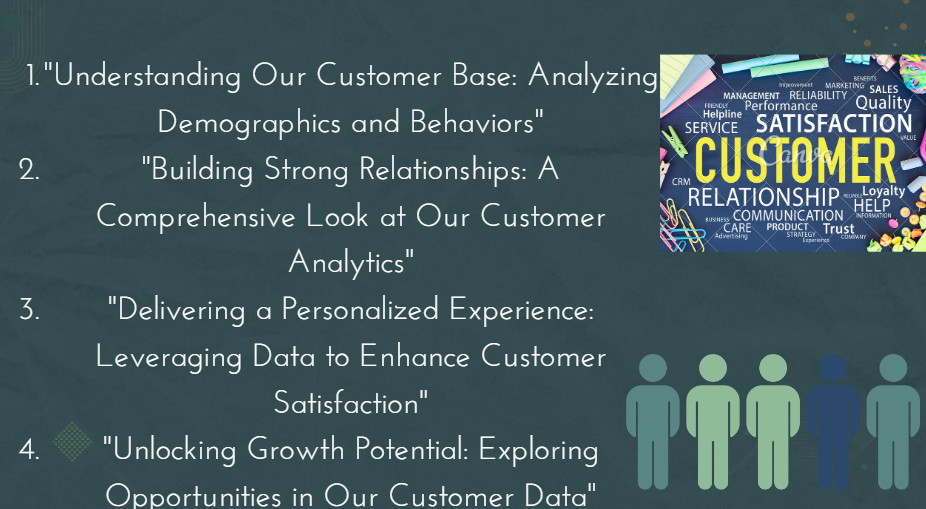 1. "Understanding Our Customer Base: Analyzing
Demographics and Behaviors"
2. "Building Strong Relationships: A
Comprehensive Look at Our Customer
Analytics"
3. "Delivering a Personalized Experience:
Leveraging Data to Enhance Customer
Satisfaction"
4. "Unlocking Growth Potential: Exploring
Opportunities in Our Customer Data"
BENEFITS
Improvement MARKETING SALES
MANAGEMENT RELIABILITY
FRIENDLY Performance Quality
Helpline
SERVICE SATISFACTION
VALUE
CUSTOMER
Canva
CRM
RELATIONSHIP RELIABLE Loyalty
HELP
BUSINESS COMMUNICATION INFORMATION
CARE PRODUCT Trust
Advertising STRATEGY COMPANY
Experience